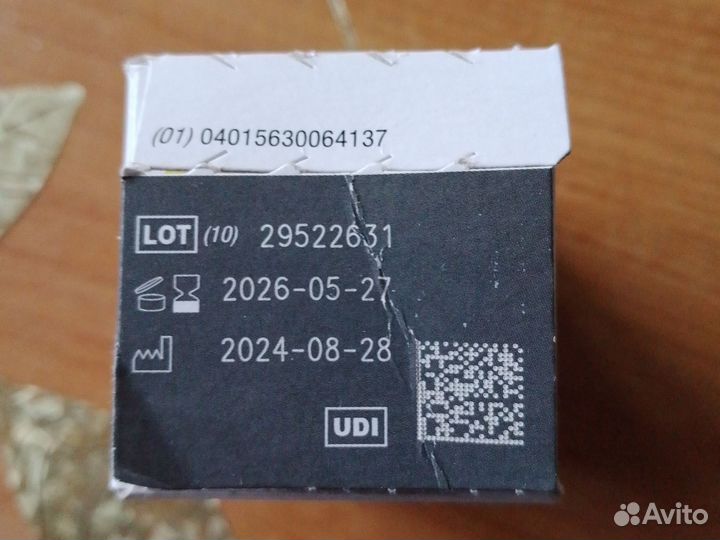 (01) 04015630064137
LOT (10) 29522631
2026-05-27
2024-08-28
UDI
Avito